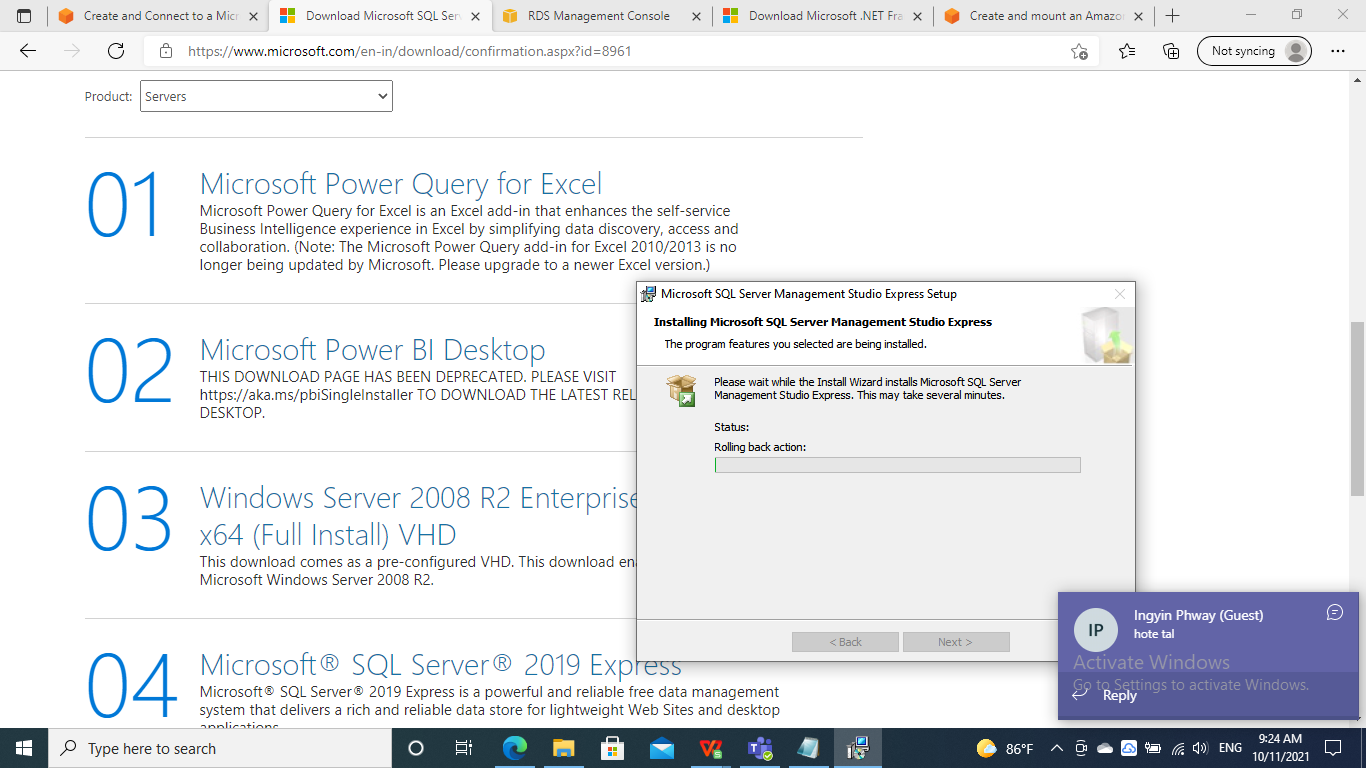 Create and Connect to a Micr
Download Microsoft SQL Serv
RDS Management Console
Download Microsoft .NET Fra
Create and mount an Amazon
https://www.microsoft.com/en-in/download/confirmation.aspx?id=8961
Not syncing
Product:
Servers
01
Microsoft Power Query for Excel
Microsoft Power Query for Excel is an Excel add-in that enhances the self-service
Business Intelligence experience in Excel by simplifying data discovery, access and
collaboration. (Note: The Microsoft Power Query add-in for Excel 2010/2013 is no
longer being updated by Microsoft. Please upgrade to a newer Excel version.)
02
Microsoft Power BI Desktop
THIS DOWNLOAD PAGE HAS BEEN DEPRECATED. PLEASE VISIT
https://aka.ms/pbiSingleInstaller TO DOWNLOAD THE LATEST REL
DESKTOP.
03
Windows Server 2008 R2 Enterprise
x64 (Full Install) VHD
This download comes as a pre-configured VHD. This download ena
Microsoft Windows Server 2008 R2.
04
Microsoft® SQL Server® 2019 Express
Microsoft® SQL Server® 2019 Express is a powerful and reliable free data management
system that delivers a rich and reliable data store for lightweight Web Sites and desktop
applications
Microsoft SQL Server Management Studio Express Setup
Installing Microsoft SQL Server Management Studio Express
The program features you selected are being installed.
Please wait while the Install Wizard installs Microsoft SQL Server
Management Studio Express. This may take several minutes.
Status:
Rolling back action:
< Back
Next >
IP
Ingyin Phway (Guest)
hote tal
Activate Windows
Go to Settings to activate Windows.
Reply
Type here to search
86°F
ENG
9:24 AM
10/11/2021